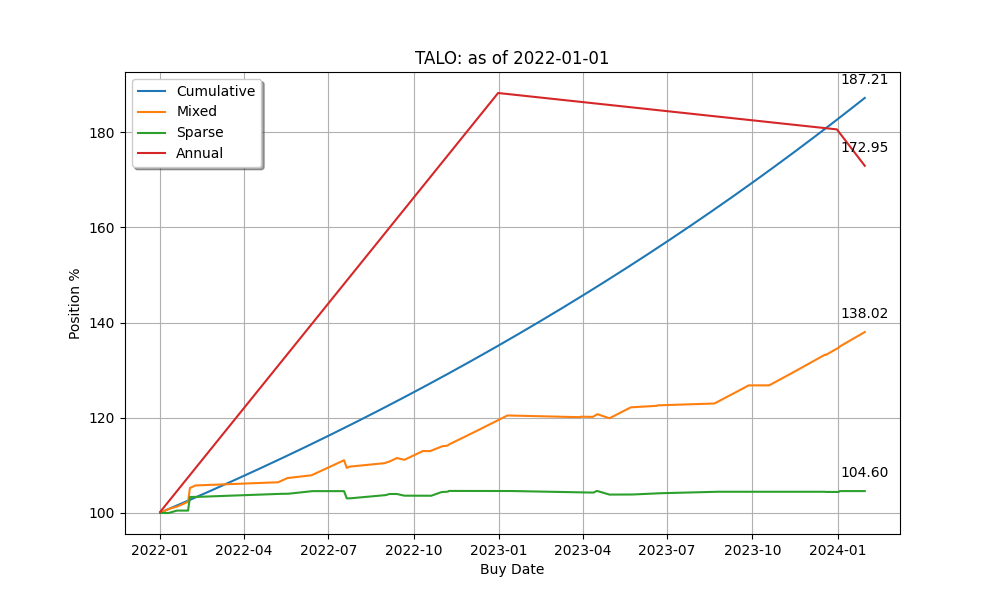 TALO: as of 2022-01-01
Cumulative
Mixed
Sparse
Annual
187.21
172.95
138.02
104.60
180
160
140
120
100
Position %
2022-01 2022-04 2022-07 2022-10 2023-01 2023-04 2023-07 2023-10 2024-01
Buy Date